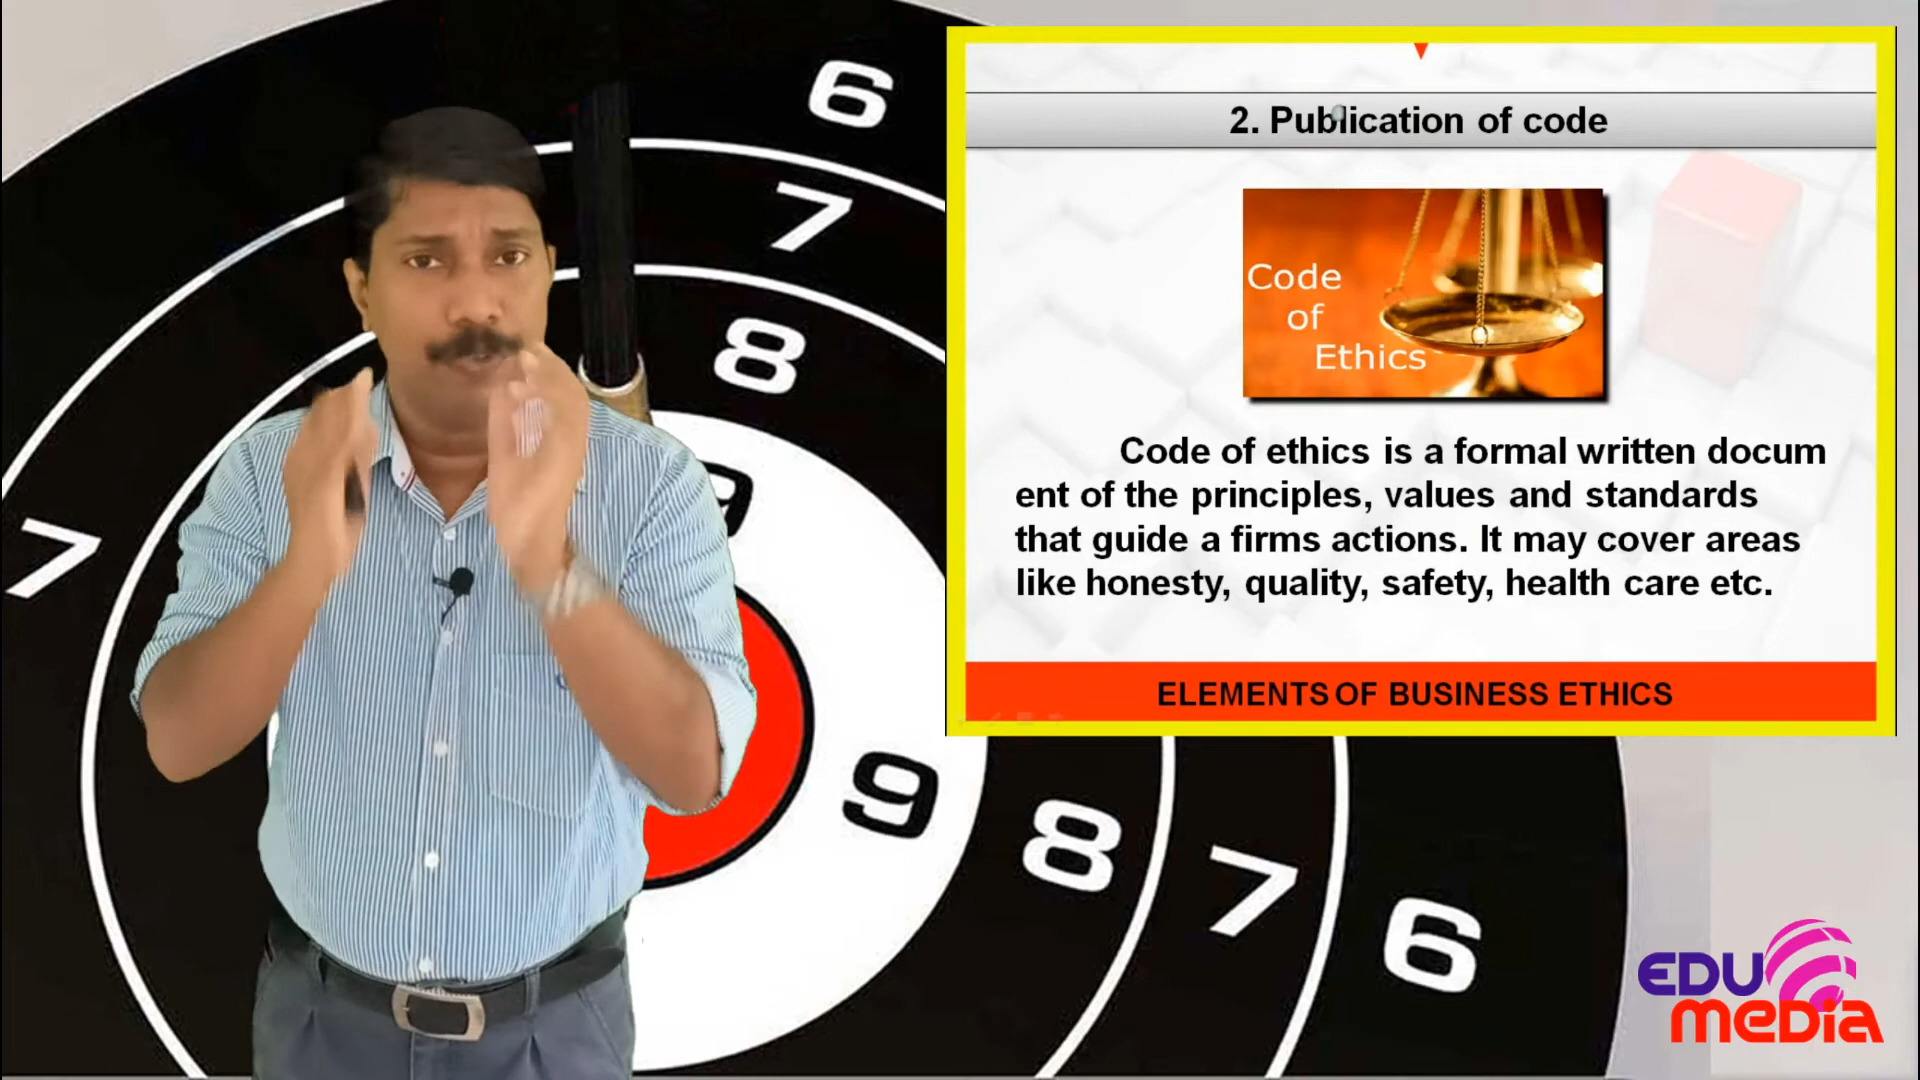 6
7
8
9
7
9
8
7
6
2. Publication of code
Code
of
Ethics
Code of ethics is a formal written docum
ent of the principles, values and standards
that guide a firms actions. It may cover areas
like honesty, quality, safety, health care etc.
ELEMENTS OF BUSINESS ETHICS
EDU
MEDIA